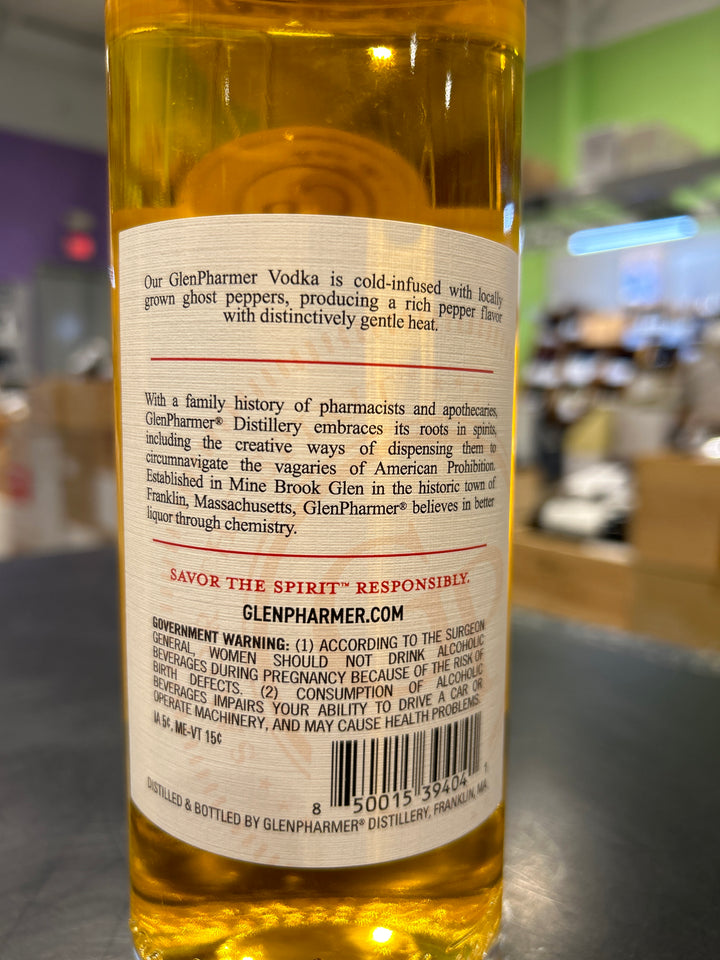 Our GlenPharmer Vodka is cold-infused with locally
grown ghost peppers, producing a rich pepper flavor
with distinctively gentle heat.
With a family history of pharmacists and apothecaries,
GlenPharmer® Distillery embraces its roots in spirits,
including the creative ways of dispensing them to
circumnavigate the vagaries of American Prohibition.
Established in Mine Brook Glen in the historic town of
Franklin, Massachusetts, GlenPharmer® believes in better
liquor through chemistry.
SAVOR THE SPIRIT™ RESPONSIBLY.
GLENPHARMER.COM
GOVERNMENT WARNING: (1) ACCORDING TO THE SURGEON
GENERAL, WOMEN SHOULD NOT DRINK ALCOHOLIC
BEVERAGES DURING PREGNANCY BECAUSE OF THE RISK OF
BIRTH DEFECTS. (2) CONSUMPTION OF ALCOHOLIC
BEVERAGES IMPAIRS YOUR ABILITY TO DRIVE A CAR OR
OPERATE MACHINERY, AND MAY CAUSE HEALTH PROBLEMS.
IA 5¢, ME-VT 15¢
8 50015 39404 1
DISTILLED & BOTTLED BY GLENPHARMER® DISTILLERY, FRANKLIN, MA